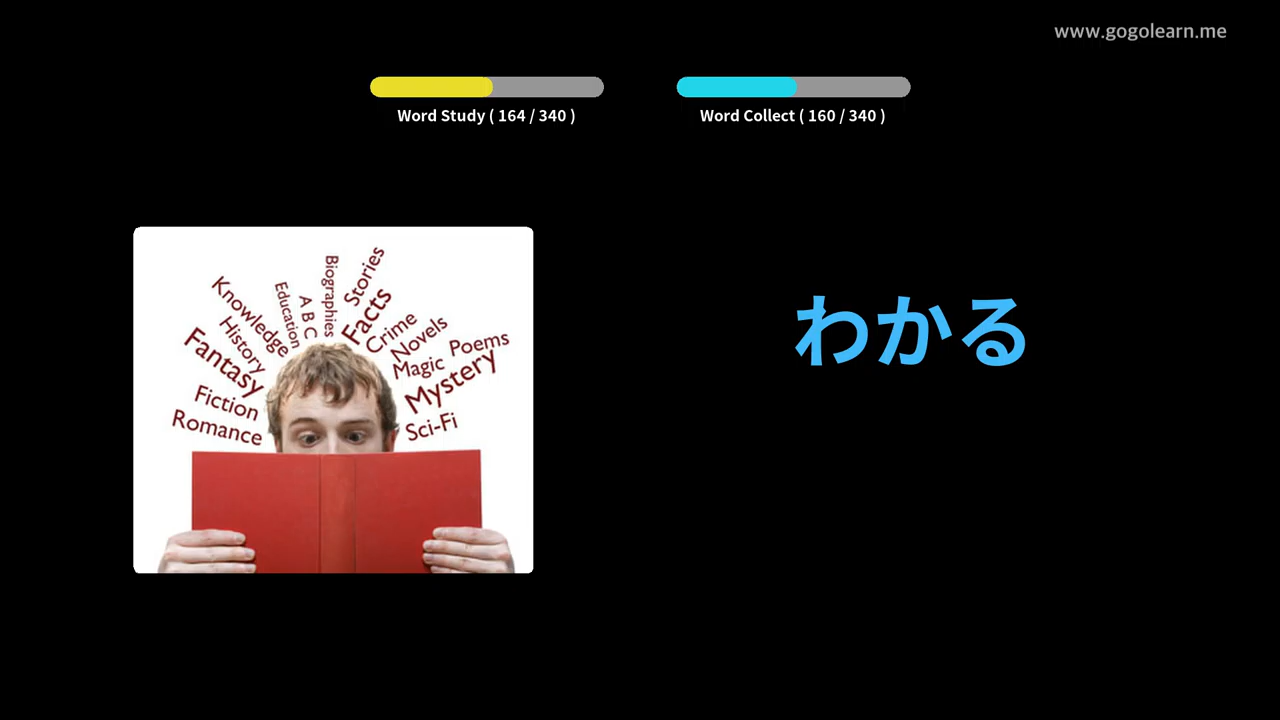 www.gogolearn.me
Word Study ( 164 / 340 )
Word Collect ( 160 / 340 )
Biographies
Stories
Education
A B C
Facts
Knowledge
Crime
History
Novels
Poems
Fantasy
Magic
Mystery
Fiction
Romance
Sci-Fi
わかる